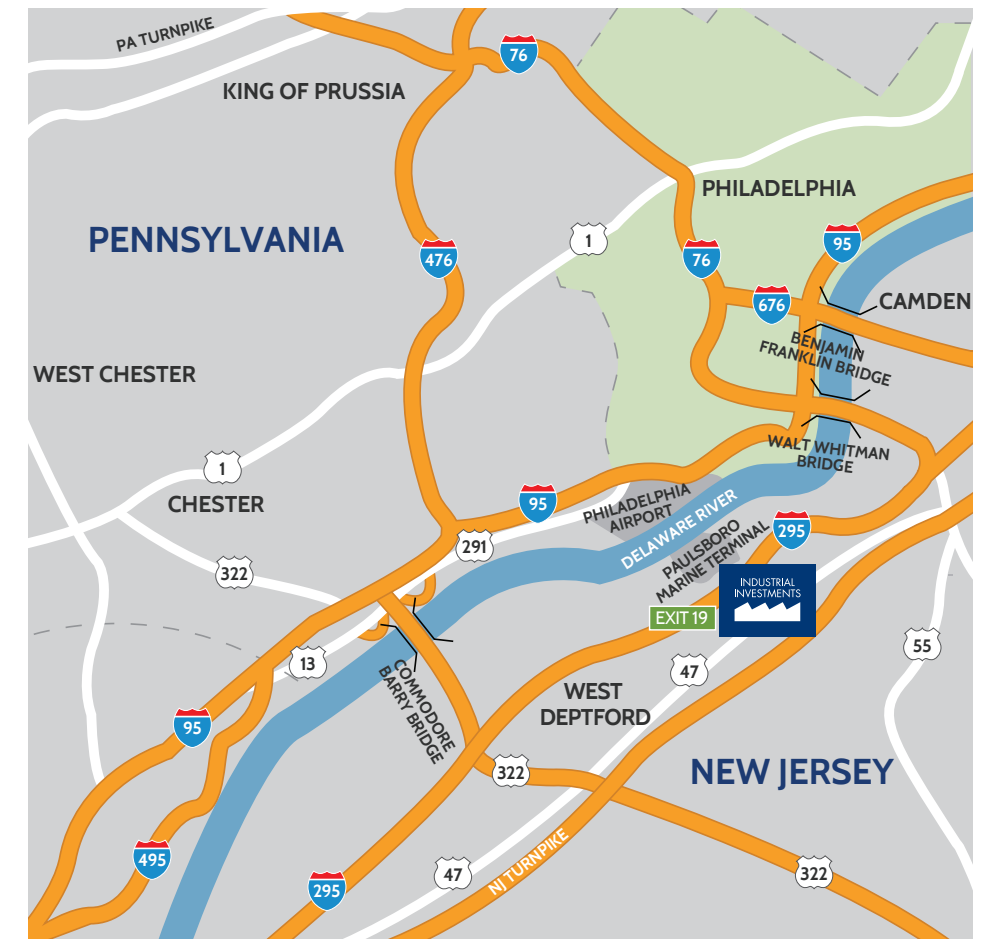 PA TURNPIKE
76
KING OF PRUSSIA
PHILADELPHIA
PENNSYLVANIA
1
95
476
76
676
CAMDEN
BENJAMIN
FRANKLIN BRIDGE
WEST CHESTER
WALT WHITMAN
BRIDGE
1
CHESTER
95
PHILADELPHIA
AIRPORT
DELAWARE RIVER
295
291
PAULSBORO
MARINE TERMINAL
322
INDUSTRIAL
INVESTMENTS
EXIT 19
55
13
47
COMMODORE
BARRY BRIDGE
WEST
DEPTFORD
95
322
NEW JERSEY
495
NJ TURNPIKE
47
322
295